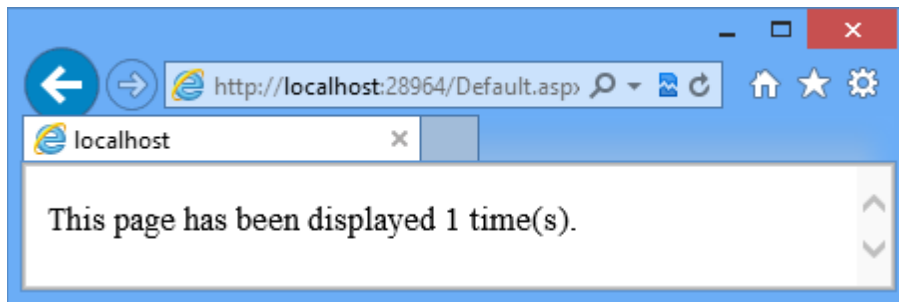 http://localhost:28964/Default.asp
localhost
This page has been displayed 1 time(s).